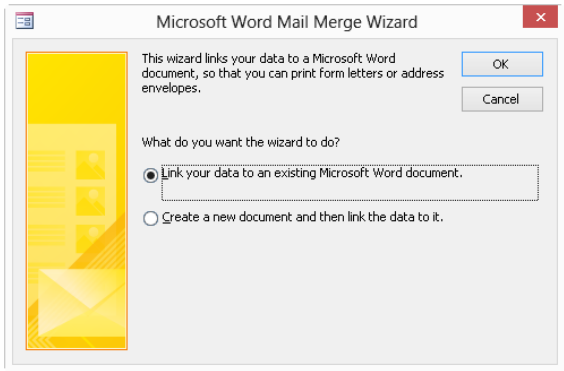 Microsoft Word Mail Merge Wizard
This wizard links your data to a Microsoft Word
document, so that you can print form letters or address
envelopes.
OK
Cancel
What do you want the wizard to do?
Link your data to an existing Microsoft Word document.
Create a new document and then link the data to it.